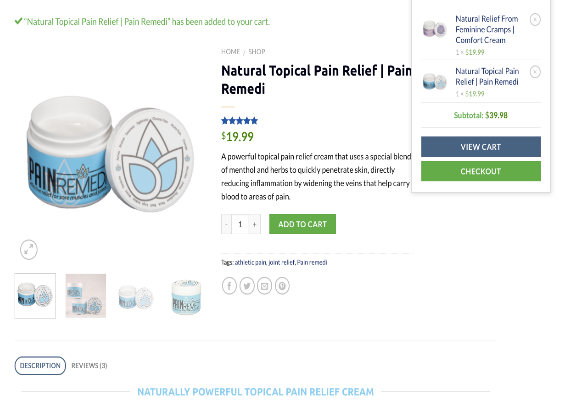 "Natural Topical Pain Relief | Pain Remedi" has been added to your cart.
Natural Relief From
Feminine Cramps |
Comfort Cream
1 × $19.99
Natural Topical Pain
Relief | Pain Remedi
1 × $19.99
Subtotal: $39.98
VIEW CART
CHECKOUT
HOME / SHOP
Natural Topical Pain Relief | Pain
Remedi
$19.99
A powerful topical pain relief cream that uses a special blend
of menthol and herbs to quickly penetrate skin, directly
reducing inflammation by widening the veins that help carry
blood to areas of pain.
- 1 +
ADD TO CART
Tags: athletic pain, joint relief, Pain remedi
PAINREMEDI
DESCRIPTION
REVIEWS (3)
NATURALLY POWERFUL TOPICAL PAIN RELIEF CREAM